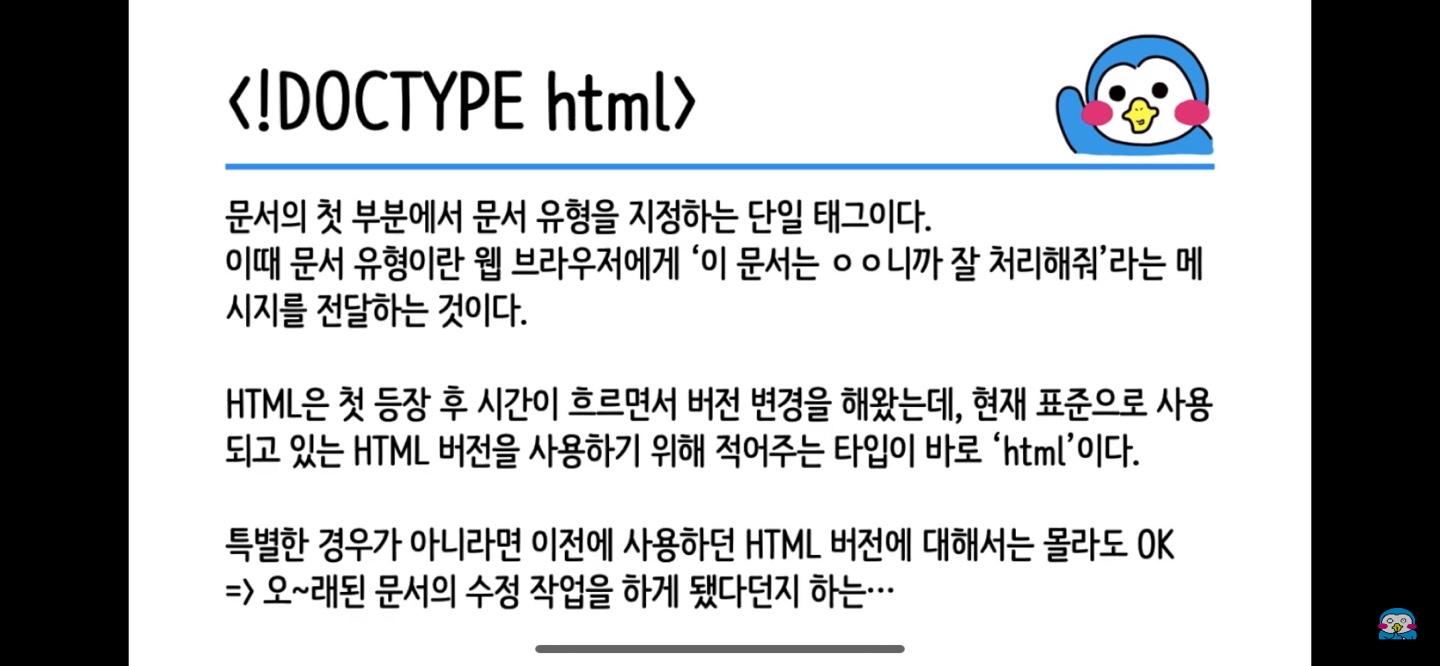 <!DOCTYPE html>
문서의 첫 부분에서 문서 유형을 지정하는 단일 태그이다.
이때 문서 유형이란 웹 브라우저에게 ‘이 문서는 ㅇㅇ니까 잘 처리해줘’라는 메
시지를 전달하는 것이다.
HTML은 첫 등장 후 시간이 흐르면서 버전 변경을 해왔는데, 현재 표준으로 사용
되고 있는 HTML 버전을 사용하기 위해 적어주는 타입이 바로 ‘html’이다.
특별한 경우가 아니라면 이전에 사용하던 HTML 버전에 대해서는 몰라도 OK
=> 오~래된 문서의 수정 작업을 하게 됐다던지 하는…